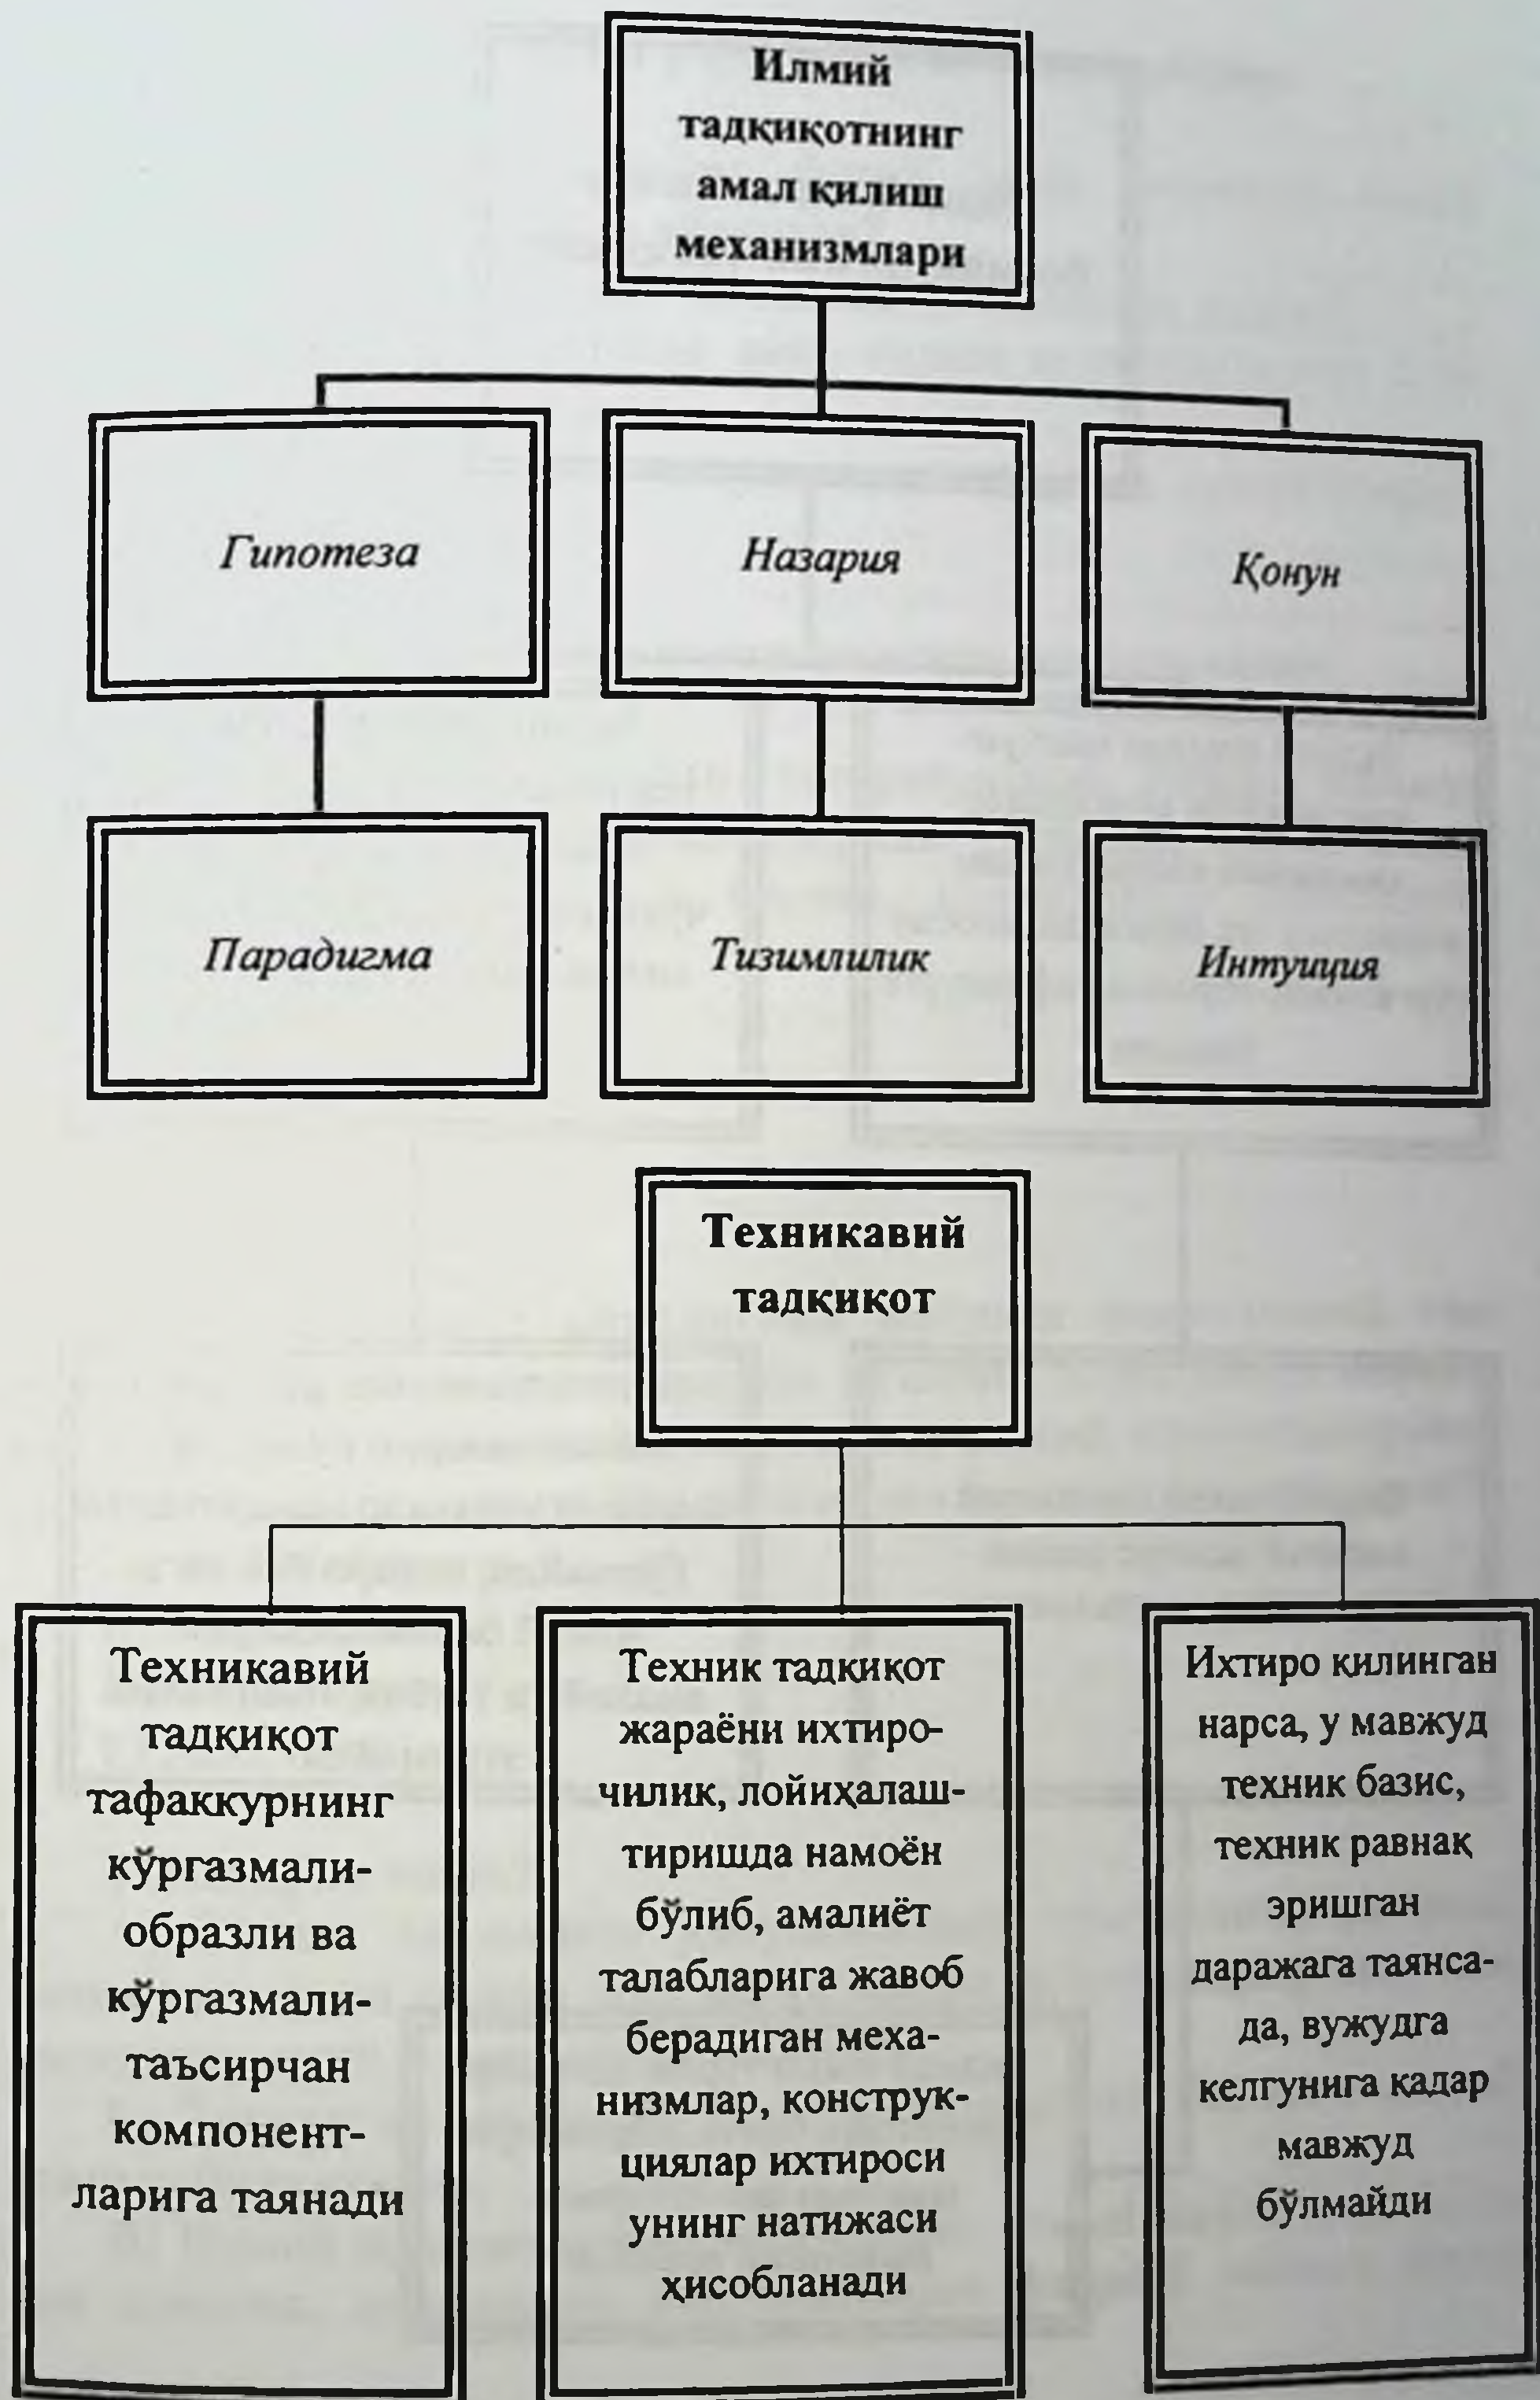 Илмий
тадқиқотнинг
амал қилиш
механизмлари
Гипотеза
Назария
Қонун
Парадигма
Тизимлилик
Интуиция
Техникавий
тадқиқот
Техникавий
тадқиқот
тафаккурнинг
кўргазмали-
образли ва
кўргазмали-
таъсирчан
компонент-
ларига таянади
Техник тадқиқот
жараёни ихтиро-
чилик, лойиҳалаш-
тиришда намоён
бўлиб, амалиёт
талабларига жавоб
берадиган меха-
низмлар, конструк-
циялар ихтироси
унинг натижаси
ҳисобланади
Ихтиро қилинган
нарса, у мавжуд
техник базис,
техник равнақ
эришган
даражага таянса-
да, вужудга
келгунига қадар
мавжуд
бўлмайди